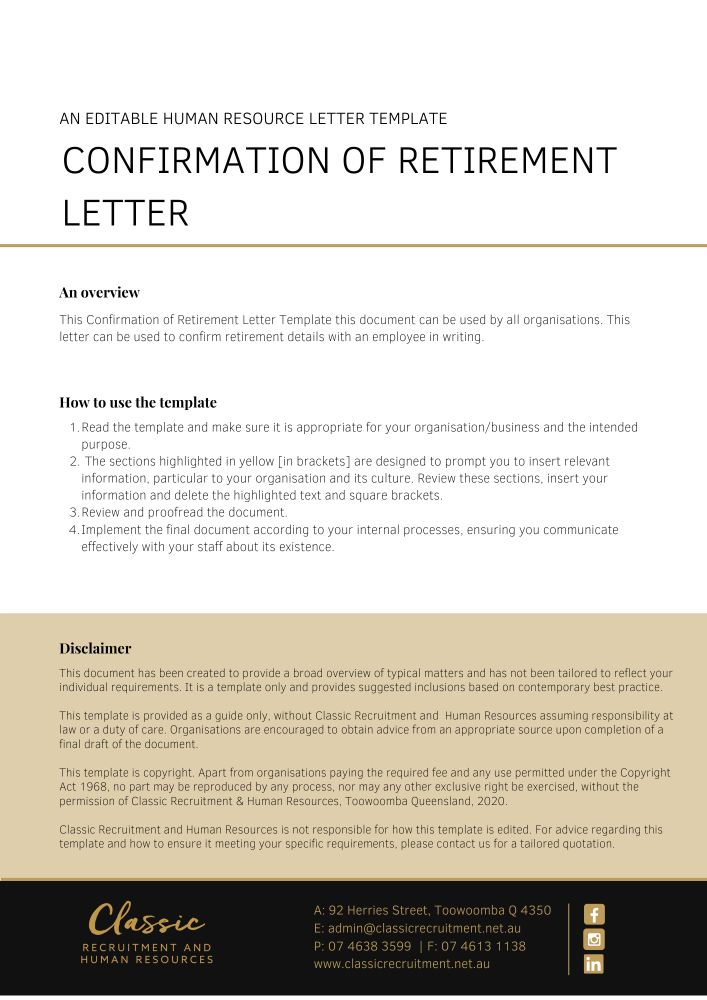 AN EDITABLE HUMAN RESOURCE LETTER TEMPLATE
CONFIRMATION OF RETIREMENT
LETTER
An overview
This Confirmation of Retirement Letter Template this document can be used by all organisations. This
letter can be used to confirm retirement details with an employee in writing.
How to use the template
1. Read the template and make sure it is appropriate for your organisation/business and the intended
purpose.
2. The sections highlighted in yellow [in brackets] are designed to prompt you to insert relevant
information, particular to your organisation and its culture. Review these sections, insert your
information and delete the highlighted text and square brackets.
3. Review and proofread the document.
4. Implement the final document according to your internal processes, ensuring you communicate
effectively with your staff about its existence.
Disclaimer
This document has been created to provide a broad overview of typical matters and has not been tailored to reflect your
individual requirements. It is a template only and provides suggested inclusions based on contemporary best practice.
This template is provided as a guide only, without Classic Recruitment and Human Resources assuming responsibility at
law or a duty of care. Organisations are encouraged to obtain advice from an appropriate source upon completion of a
final draft of the document.
This template is copyright. Apart from organisations paying the required fee and any use permitted under the Copyright
Act 1968, no part may be reproduced by any process, nor may any other exclusive right be exercised, without the
permission of Classic Recruitment & Human Resources, Toowoomba Queensland, 2020.
Classic Recruitment and Human Resources is not responsible for how this template is edited. For advice regarding this
template and how to ensure it meeting your specific requirements, please contact us for a tailored quotation.
Classic
RECRUITMENT AND
HUMAN RESOURCES
A: 92 Herries Street, Toowoomba Q 4350
E: admin@classicrecruitment.net.au
P: 07 4638 3599 | F: 07 4613 1138
www.classicrecruitment.net.au